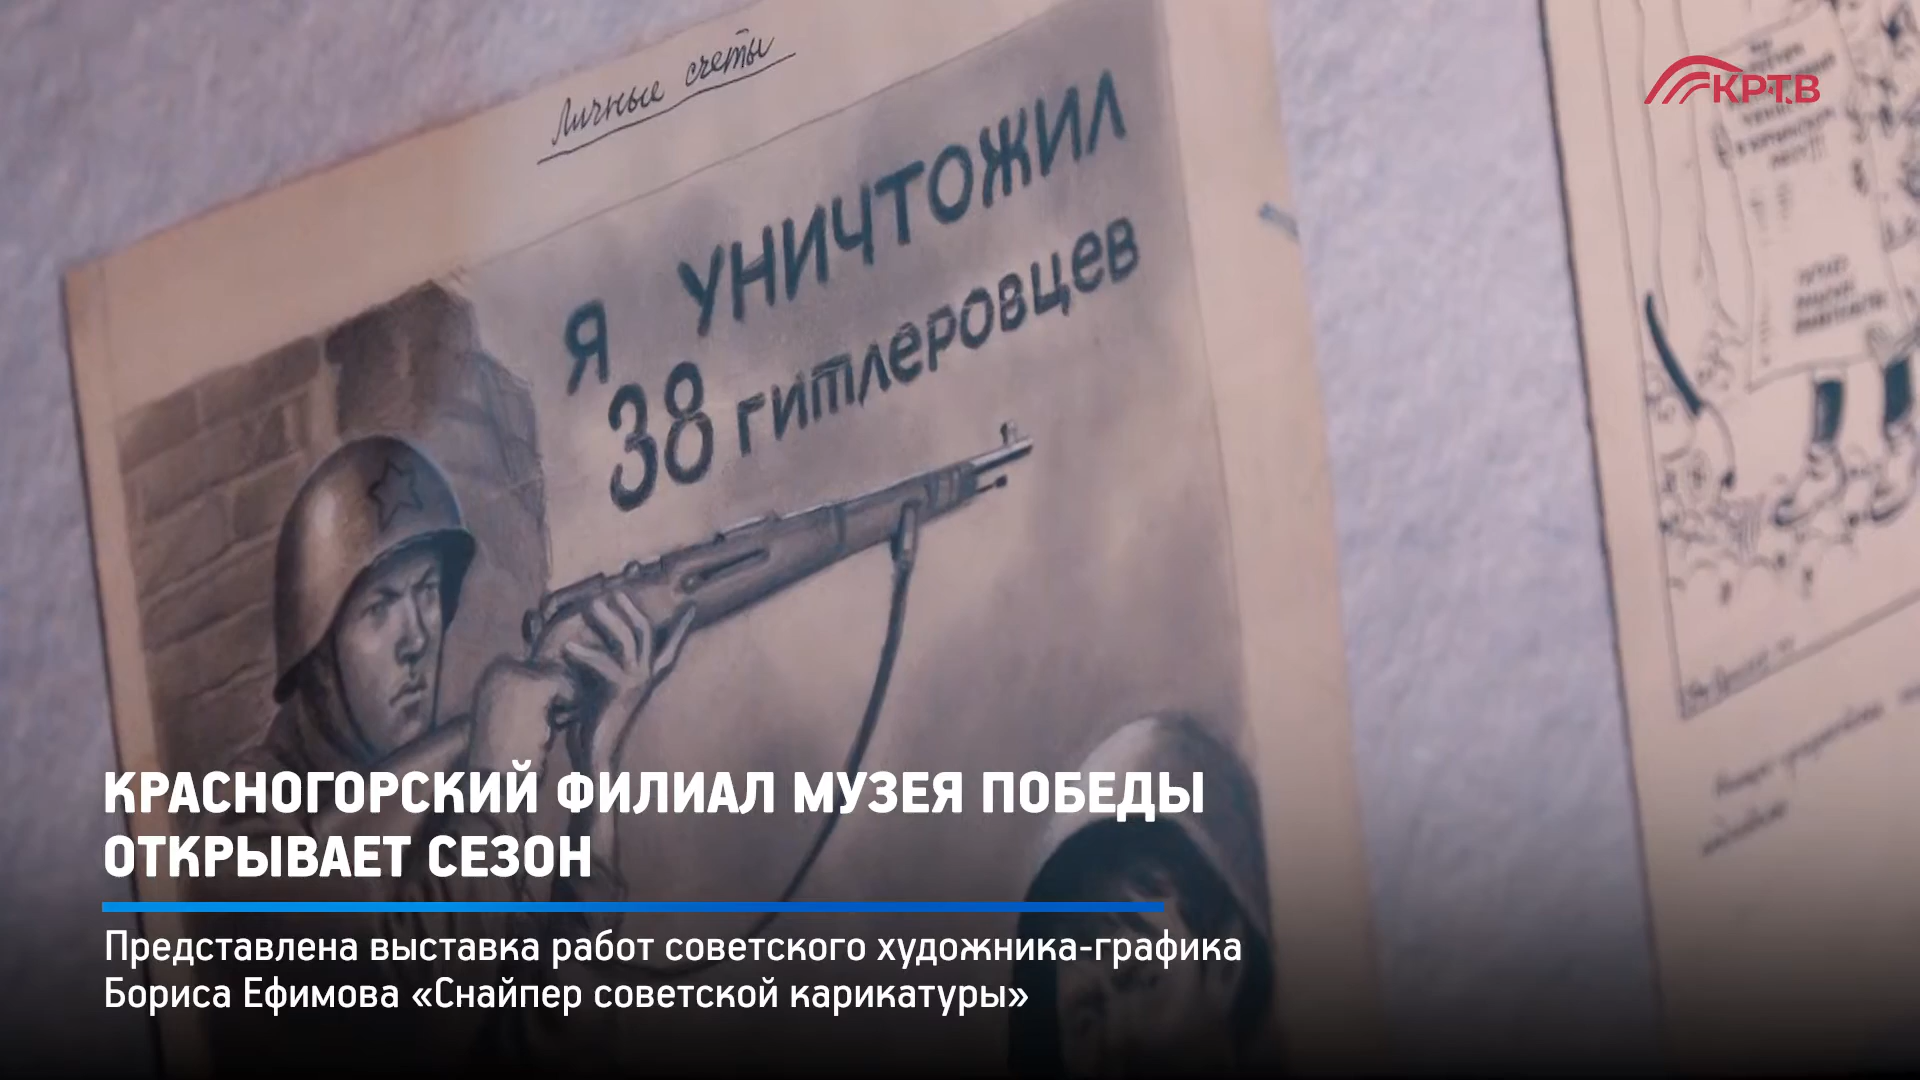 Личные счеты
КРТВ
Я УНИЧТОЖИЛ
38 гитлеровцев
КРАСНОГОРСКИЙ ФИЛИАЛ МУЗЕЯ ПОБЕДЫ
ОТКРЫВАЕТ СЕЗОН
Представлена выставка работ советского художника-графика
Бориса Ефимова «Снайпер советской карикатуры»